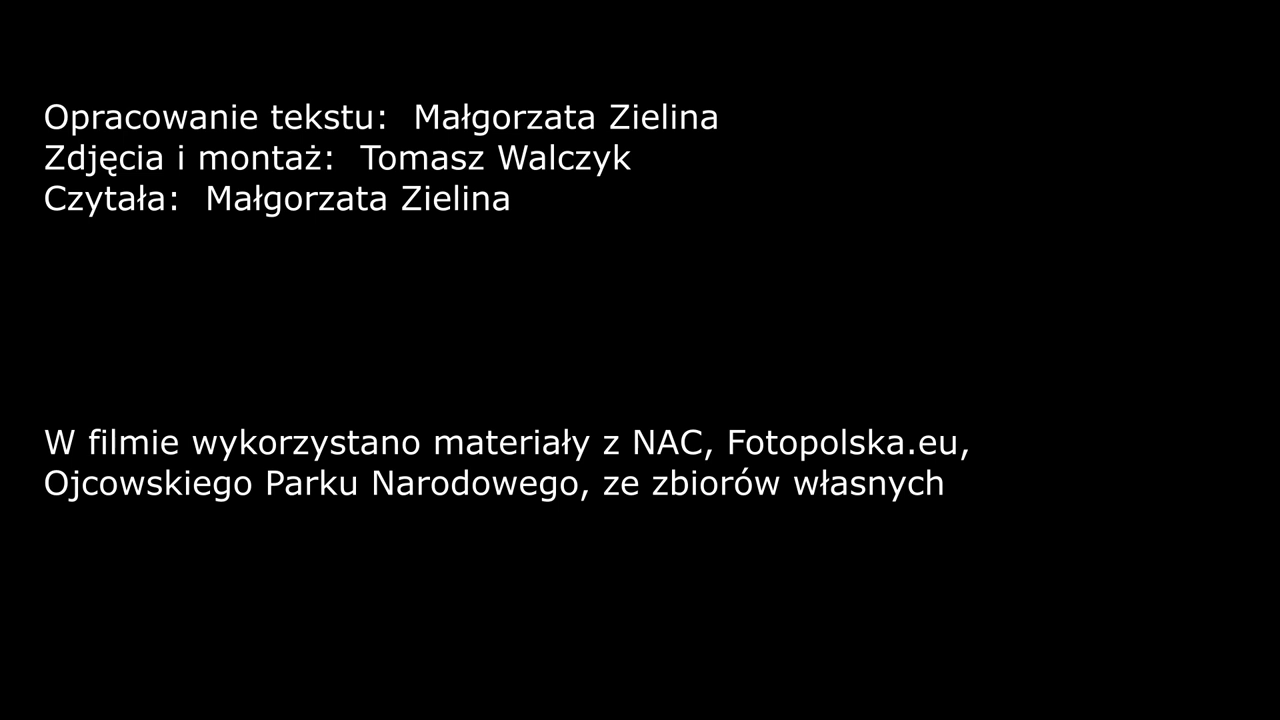 Opracowanie tekstu:  Małgorzata Zielina
Zdjęcia i montaż:  Tomasz Walczyk
Czytała:  Małgorzata Zielina
W filmie wykorzystano materiały z NAC, Fotopolska.eu,
Ojcowskiego Parku Narodowego, ze zbiorów własnych